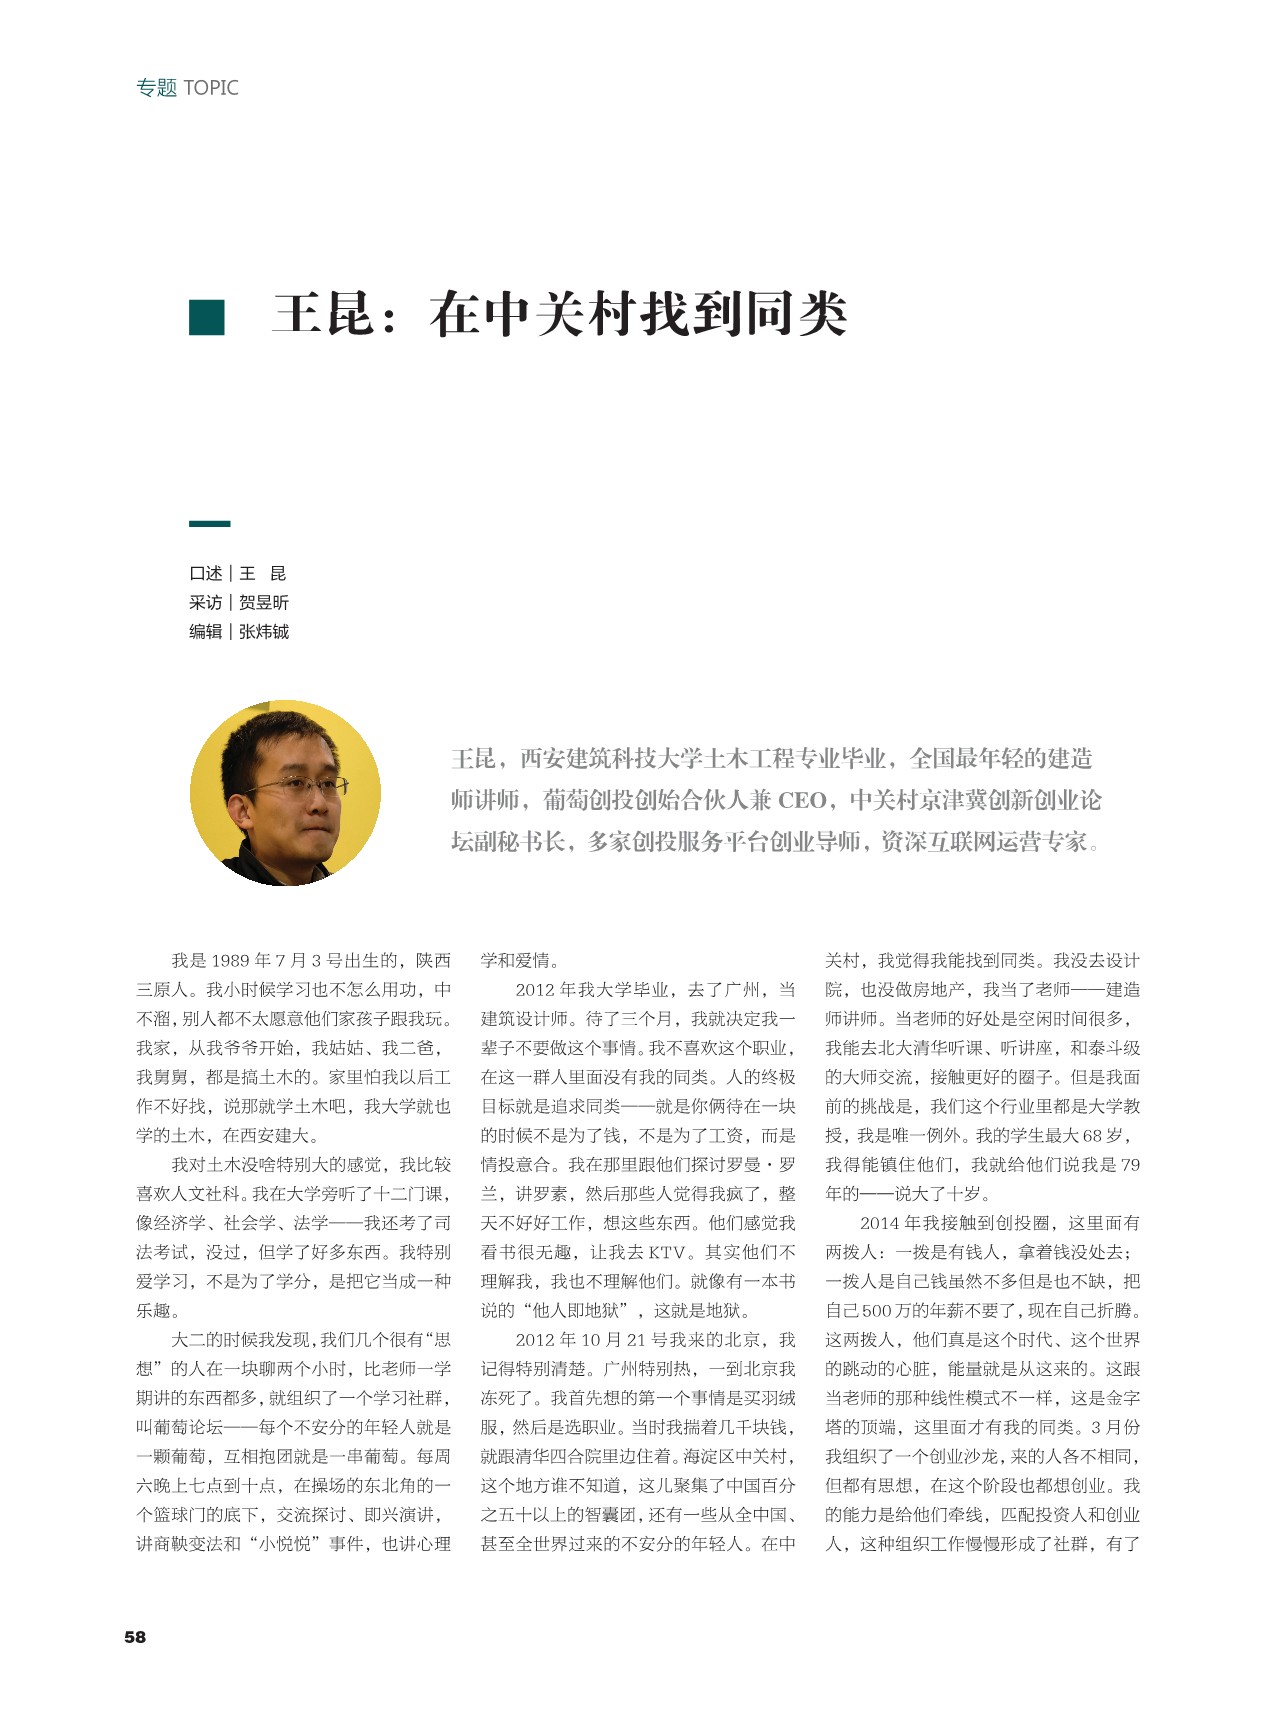 专题 TOPIC
王昆：在中关村找到同类
口述｜王 昆
采访｜贺昱昕
编辑｜张炜铖
王昆，西安建筑科技大学土木工程专业毕业，全国最年轻的建造
师讲师，葡萄创投创始合伙人兼 CEO，中关村京津冀创新创业论
坛副秘书长，多家创投服务平台创业导师，资深互联网运营专家。
我是 1989 年 7 月 3 号出生的，陕西
三原人。我小时候学习也不怎么用功，中
不溜，别人都不太愿意他们家孩子跟我玩。
我家，从我爷爷开始，我姑姑、我二爸，
我舅舅，都是搞土木的。家里怕我以后工
作不好找，说那就学土木吧，我大学就也
学的土木，在西安建大。
我对土木没啥特别大的感觉，我比较
喜欢人文社科。我在大学旁听了十二门课，
像经济学、社会学、法学——我还考了司
法考试，没过，但学了好多东西。我特别
爱学习，不是为了学分，是把它当成一种
乐趣。
大二的时候我发现，我们几个很有“思
想”的人在一块聊两个小时，比老师一学
期讲的东西都多，就组织了一个学习社群，
叫葡萄论坛——每个不安分的年轻人就是
一颗葡萄，互相抱团就是一串葡萄。每周
六晚上七点到十点，在操场的东北角的一
个篮球门的底下，交流探讨、即兴演讲，
讲商鞅变法和“小悦悦”事件，也讲心理
学和爱情。
2012 年我大学毕业，去了广州，当
建筑设计师。待了三个月，我就决定我一
辈子不要做这个事情。我不喜欢这个职业，
在这一群人里面没有我的同类。人的终极
目标就是追求同类——就是你俩待在一块
的时候不是为了钱，不是为了工资，而是
情投意合。我在那里跟他们探讨罗曼·罗
兰，讲罗素，然后那些人觉得我疯了，整
天不好好工作，想这些东西。他们感觉我
看书很无趣，让我去 KTV。其实他们不
理解我，我也不理解他们。就像有一本书
说的“他人即地狱”，这就是地狱。
2012 年 10 月 21 号我来的北京，我
记得特别清楚。广州特别热，一到北京我
冻死了。我首先想的第一个事情是买羽绒
服，然后是选职业。当时我揣着几千块钱，
就跟清华四合院里边住着。海淀区中关村，
这个地方谁不知道，这儿聚集了中国百分
之五十以上的智囊团，还有一些从全中国、
甚至全世界过来的不安分的年轻人。在中
关村，我觉得我能找到同类。我没去设计
院，也没做房地产，我当了老师——建造
师讲师。当老师的好处是空闲时间很多，
我能去北大清华听课、听讲座，和泰斗级
的大师交流，接触更好的圈子。但是我面
前的挑战是，我们这个行业里都是大学教
授，我是唯一例外。我的学生最大 68 岁，
我得能镇住他们，我就给他们说我是 79
年的——说大了十岁。
2014 年我接触到创投圈，这里面有
两拨人：一拨是有钱人，拿着钱没处去；
一拨人是自己钱虽然不多但是也不缺，把
自己 500 万的年薪不要了，现在自己折腾。
这两拨人，他们真是这个时代、这个世界
的跳动的心脏，能量就是从这来的。这跟
当老师的那种线性模式不一样，这是金字
塔的顶端，这里面才有我的同类。3 月份
我组织了一个创业沙龙，来的人各不相同，
但都有思想，在这个阶段也都想创业。我
的能力是给他们牵线，匹配投资人和创业
人，这种组织工作慢慢形成了社群，有了
58